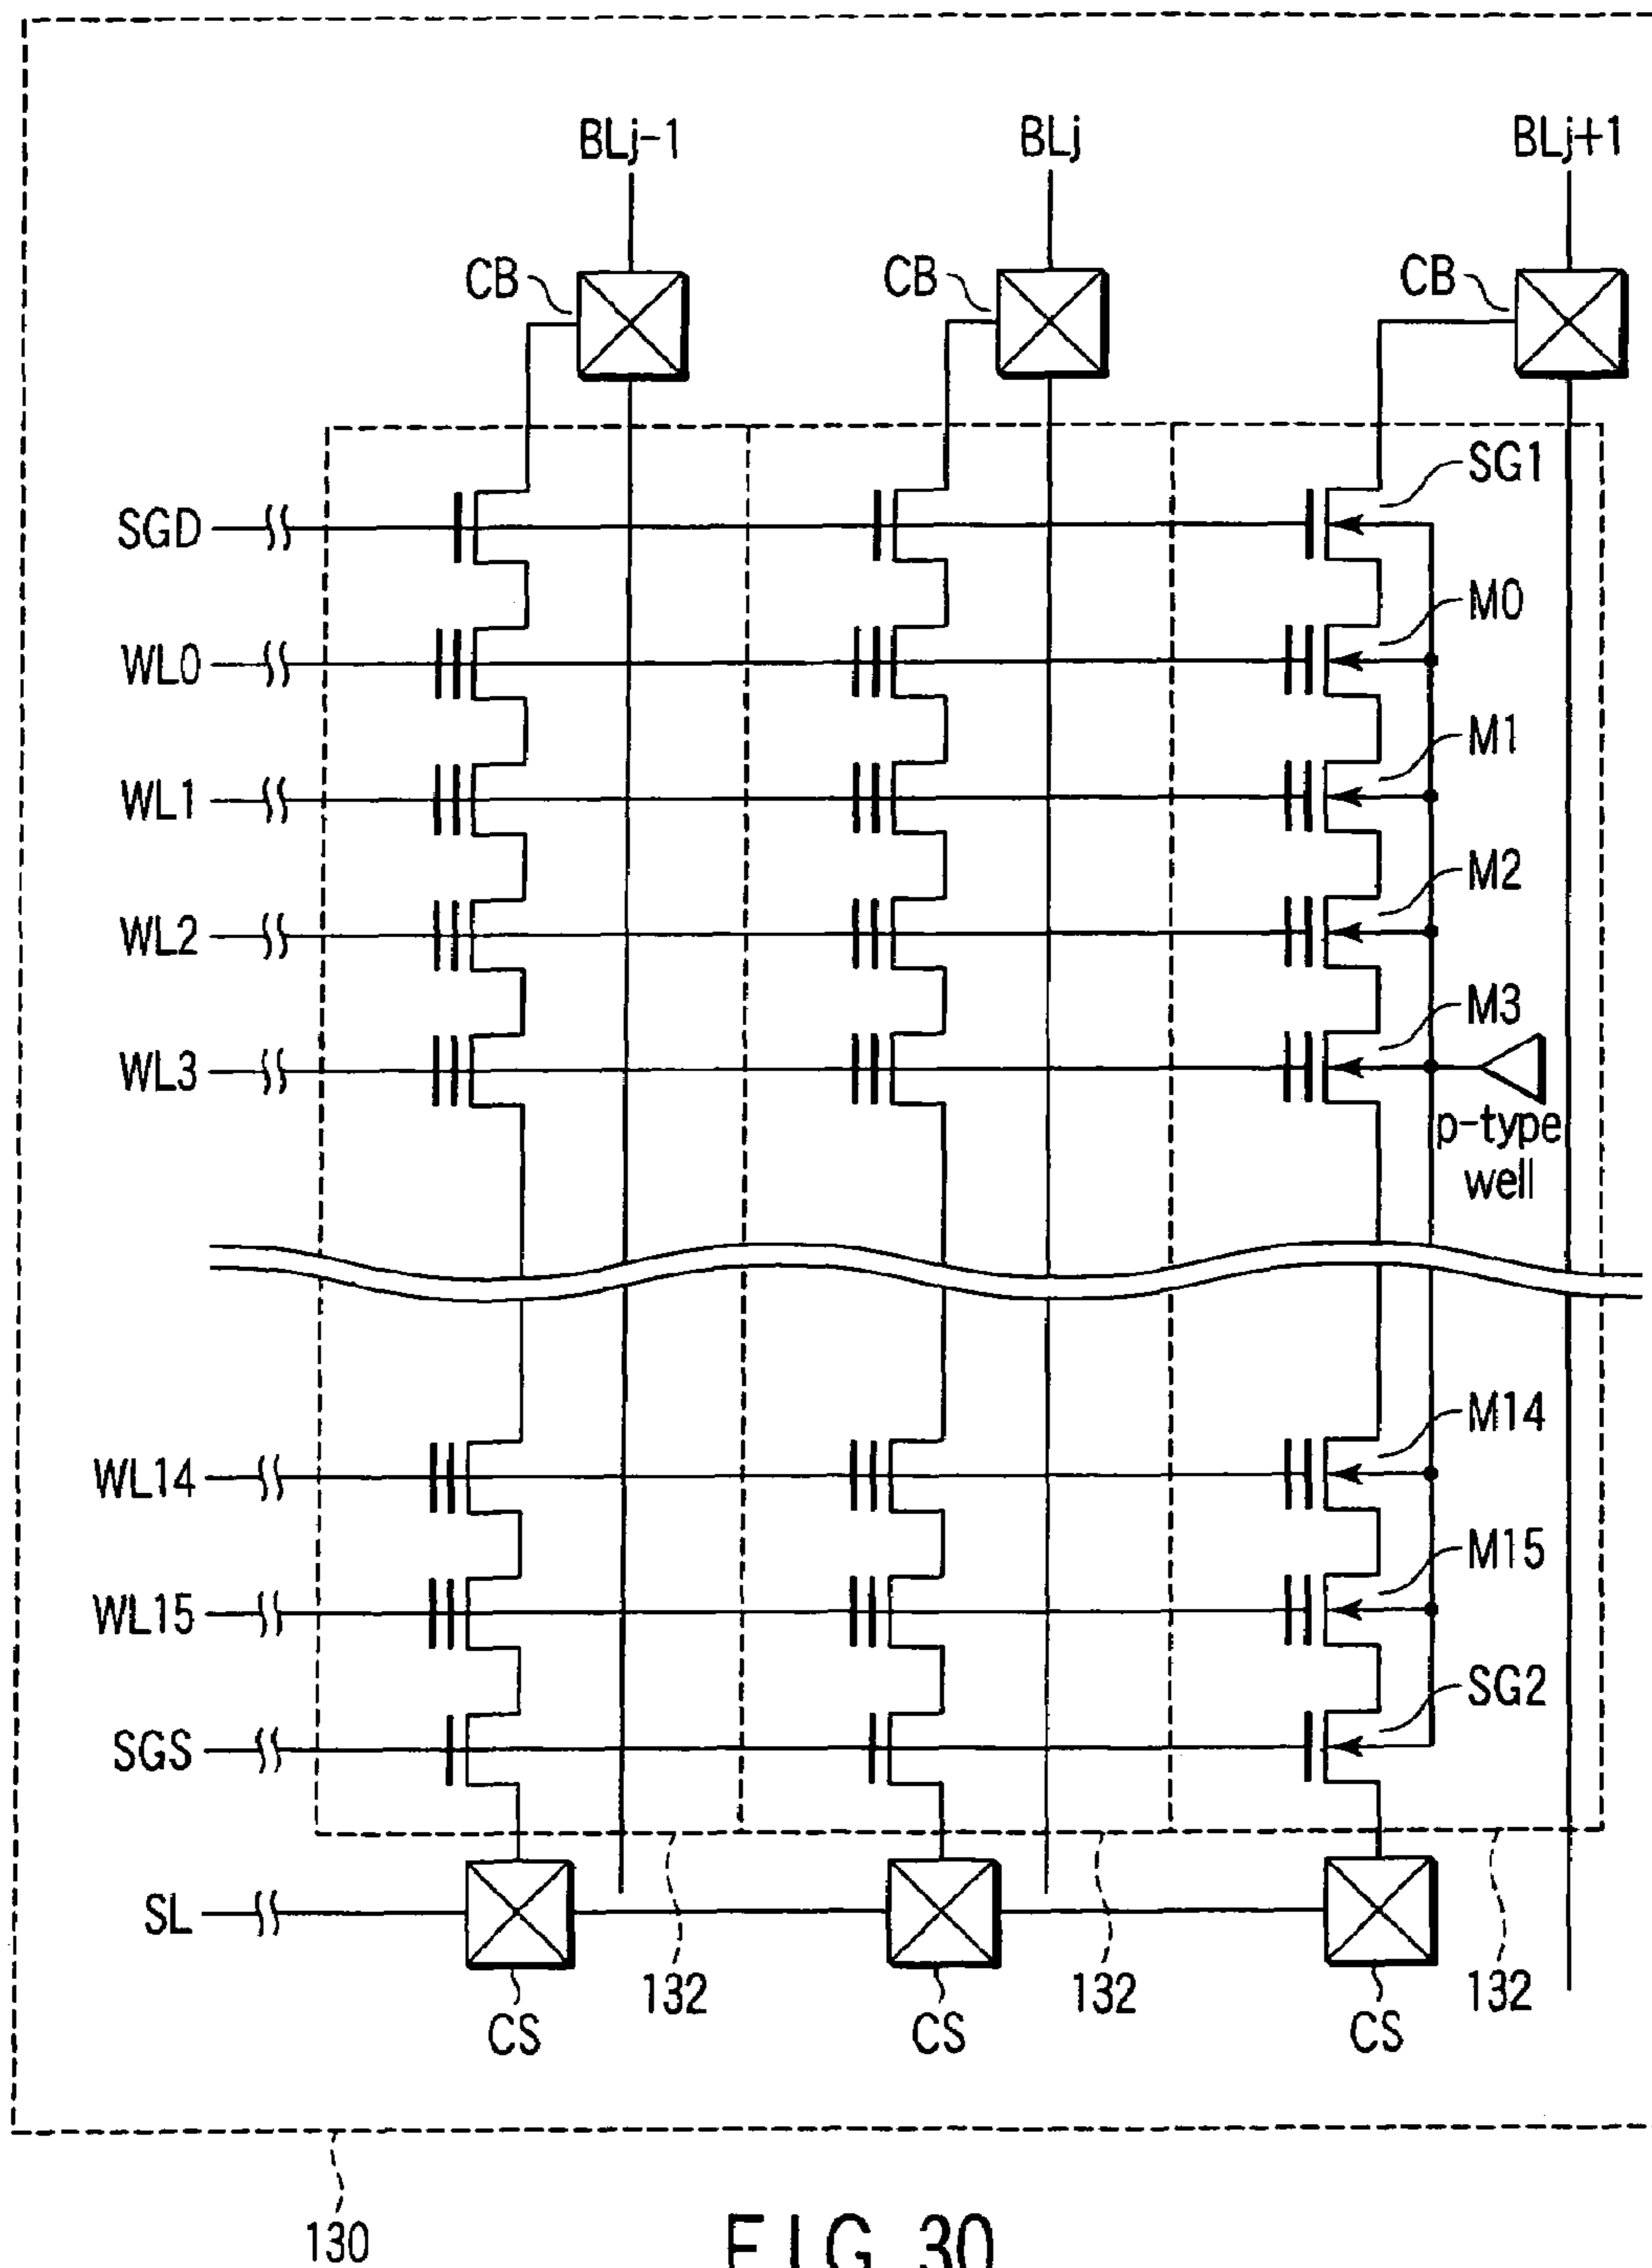 BLj-1 BLj BLj+1
CB CB CB
SG1
SGD
M0
WL0
M1
WL1
M2
WL2
M3
WL3
p-type
well
M14
WL14
M15
WL15
SG2
SGS
SL
132 132 132
CS CS CS
130
FIG. 30